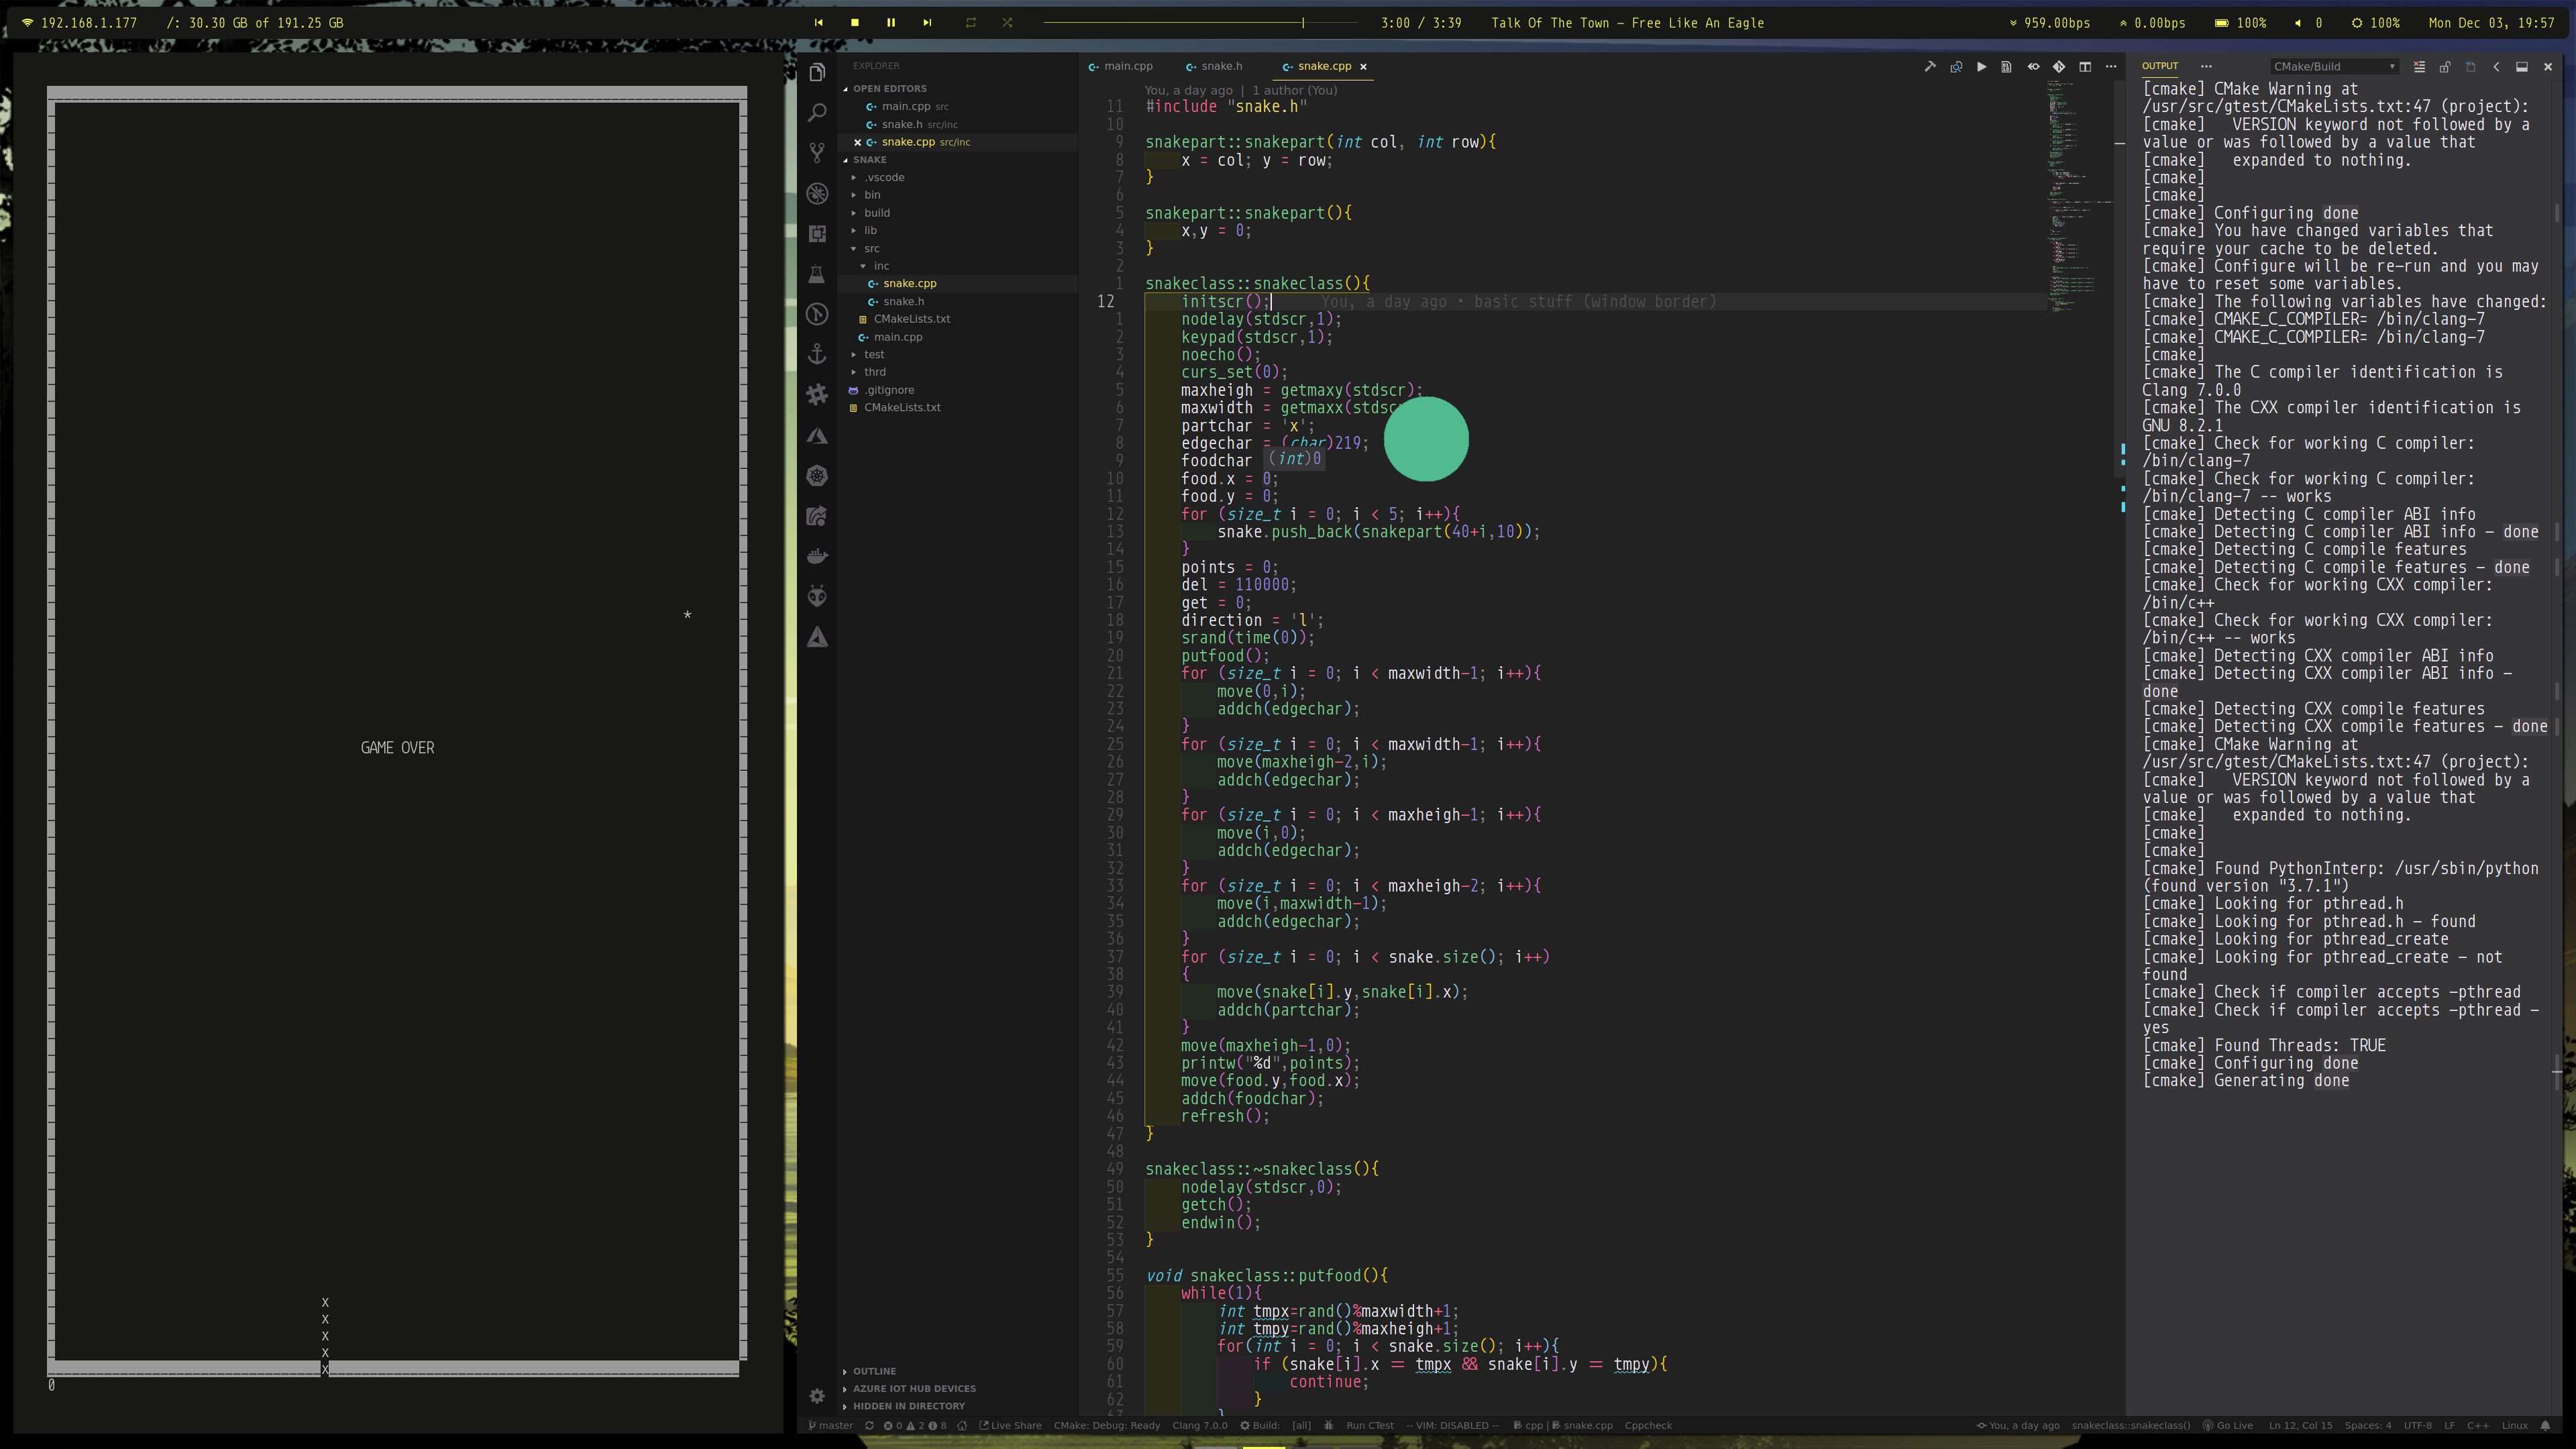 192.168.1.177
/: 30.30 GB of 191.25 GB
3:00 / 3:39
Talk Of The Town – Free Like An Eagle
959.00bps
0.00bps
100%
0
100%
Mon Dec 03, 19:57
*
GAME OVER
x
x
x
x
x
0
EXPLORER
OPEN EDITORS
main.cpp src
snake.h src/inc
snake.cpp src/inc
SNAKE
.vscode
bin
build
lib
src
inc
snake.cpp
snake.h
CMakeLists.txt
main.cpp
test
thrd
.gitignore
CMakeLists.txt
OUTLINE
AZURE IOT HUB DEVICES
HIDDEN IN DIRECTORY
main.cpp
snake.h
snake.cpp
You, a day ago | 1 author (You)
11 #include "snake.h"
10
9 snakepart::snakepart(int col, int row){
8 x = col; y = row;
7 }
6
5 snakepart::snakepart(){
4 x,y = 0;
3 }
2
1 snakeclass::snakeclass(){
12 initscr(); You, a day ago • basic stuff (window border)
1 nodelay(stdscr,1);
2 keypad(stdscr,1);
3 noecho();
4 curs_set(0);
5 maxheigh = getmaxy(stdscr);
6 maxwidth = getmaxx(stdsc
7 partchar = 'x';
8 edgechar = (char)219;
9 foodchar (int)0
10 food.x = 0;
11 food.y = 0;
12 for (size_t i = 0; i < 5; i++){
13 snake.push_back(snakepart(40+i,10));
14 }
15 points = 0;
16 del = 110000;
17 get = 0;
18 direction = 'l';
19 srand(time(0));
20 putfood();
21 for (size_t i = 0; i < maxwidth-1; i++){
22 move(0,i);
23 addch(edgechar);
24 }
25 for (size_t i = 0; i < maxwidth-1; i++){
26 move(maxheigh-2,i);
27 addch(edgechar);
28 }
29 for (size_t i = 0; i < maxheigh-1; i++){
30 move(i,0);
31 addch(edgechar);
32 }
33 for (size_t i = 0; i < maxheigh-2; i++){
34 move(i,maxwidth-1);
35 addch(edgechar);
36 }
37 for (size_t i = 0; i < snake.size(); i++)
38 {
39 move(snake[i].y,snake[i].x);
40 addch(partchar);
41 }
42 move(maxheigh-1,0);
43 printw("%d",points);
44 move(food.y,food.x);
45 addch(foodchar);
46 refresh();
47 }
48
49 snakeclass::~snakeclass(){
50 nodelay(stdscr,0);
51 getch();
52 endwin();
53 }
54
55 void snakeclass::putfood(){
56 while(1){
57 int tmpx=rand()%maxwidth+1;
58 int tmpy=rand()%maxheigh+1;
59 for(int i = 0; i < snake.size(); i++){
60 if (snake[i].x == tmpx && snake[i].y == tmpy){
61 continue;
62 }
OUTPUT
CMake/Build
[cmake] CMake Warning at
/usr/src/gtest/CMakeLists.txt:47 (project):
[cmake] VERSION keyword not followed by a
value or was followed by a value that
[cmake] expanded to nothing.
[cmake]
[cmake]
[cmake] Configuring done
[cmake] You have changed variables that
require your cache to be deleted.
[cmake] Configure will be re-run and you may
have to reset some variables.
[cmake] The following variables have changed:
[cmake] CMAKE_C_COMPILER= /bin/clang-7
[cmake] CMAKE_C_COMPILER= /bin/clang-7
[cmake]
[cmake] The C compiler identification is
Clang 7.0.0
[cmake] The CXX compiler identification is
GNU 8.2.1
[cmake] Check for working C compiler:
/bin/clang-7
[cmake] Check for working C compiler:
/bin/clang-7 -- works
[cmake] Detecting C compiler ABI info
[cmake] Detecting C compiler ABI info - done
[cmake] Detecting C compile features
[cmake] Detecting C compile features - done
[cmake] Check for working CXX compiler:
/bin/c++
[cmake] Check for working CXX compiler:
/bin/c++ -- works
[cmake] Detecting CXX compiler ABI info
[cmake] Detecting CXX compiler ABI info -
done
[cmake] Detecting CXX compile features
[cmake] Detecting CXX compile features - done
[cmake] CMake Warning at
/usr/src/gtest/CMakeLists.txt:47 (project):
[cmake] VERSION keyword not followed by a
value or was followed by a value that
[cmake] expanded to nothing.
[cmake]
[cmake]
[cmake] Found PythonInterp: /usr/sbin/python
(found version "3.7.1")
[cmake] Looking for pthread.h
[cmake] Looking for pthread.h - found
[cmake] Looking for pthread_create
[cmake] Looking for pthread_create - not
found
[cmake] Check if compiler accepts -pthread
[cmake] Check if compiler accepts -pthread -
yes
[cmake] Found Threads: TRUE
[cmake] Configuring done
[cmake] Generating done
master 0 2 8 Live Share CMake: Debug: Ready Clang 7.0.0 Build: [all] Run CTest -- VIM: DISABLED -- cpp | snake.cpp Cppcheck You, a day ago snakeclass::snakeclass() Go Live Ln 12, Col 15 Spaces: 4 UTF-8 LF C++ Linux